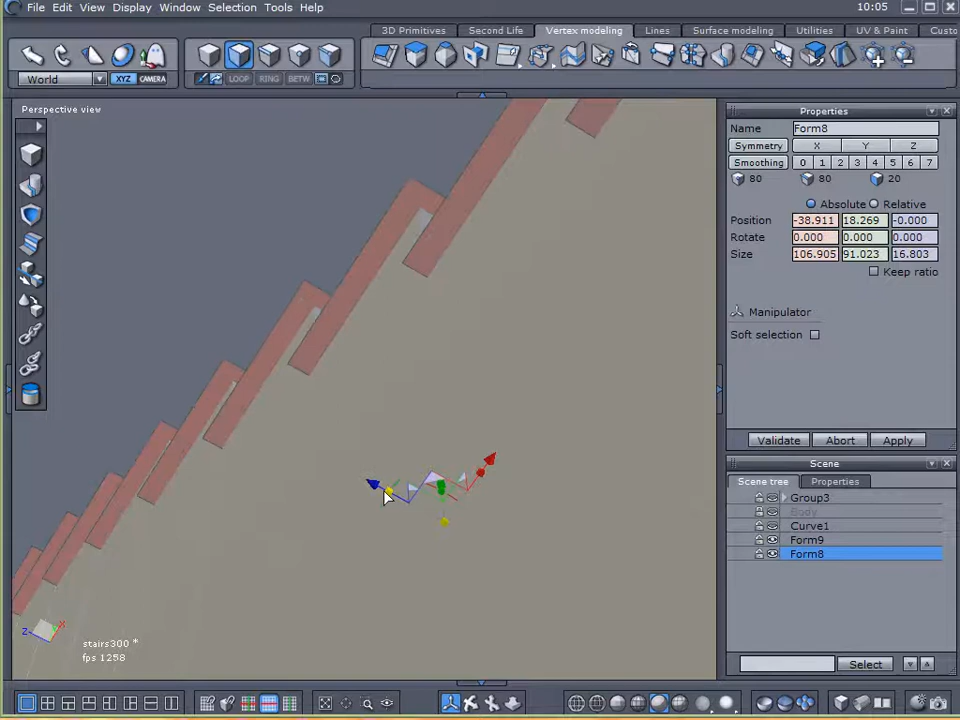 File Edit View Display Window Selection Tools Help 10:05
3D Primitives Second Life Vertex modeling Lines Surface modeling Utilities UV & Paint Custo
World XYZ CAMERA LOOP RING BETW
Perspective view
Properties
Name Form8
Symmetry X Y Z
Smoothing 0 1 2 3 4 5 6 7
80 80 20
Absolute Relative
Position -38.911 18.269 -0.000
Rotate 0.000 0.000 0.000
Size 106.905 91.023 16.803
Keep ratio
Manipulator
Soft selection
Validate Abort Apply
Scene
Scene tree Properties
Group3
Body
Curve1
Form9
Form8
Z X
stairs300 *
fps 1258
Select